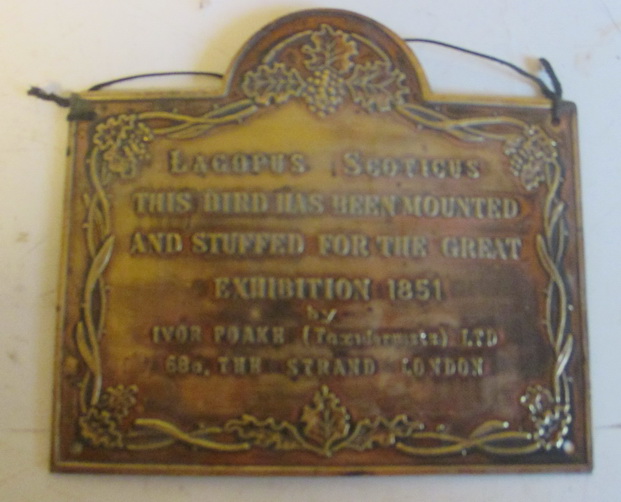 LAGOPUS SCOTICUS
THIS BIRD HAS BEEN MOUNTED
AND STUFFED FOR THE GREAT
EXHIBITION 1851
by
IVOR POAKE (Taxidermists) LTD
68a, THE STRAND LONDON